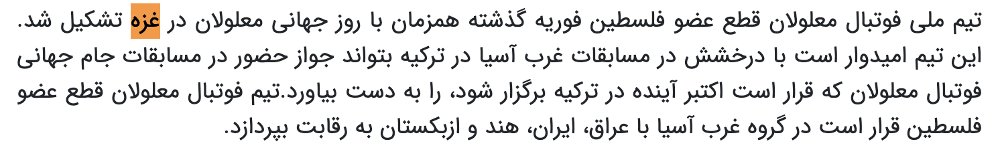 تیم ملی فوتبال معلولان قطع عضو فلسطین فوریه گذشته همزمان با روز جهانی معلولان در غزه تشکیل شد.
این تیم امیدوار است با درخشش در مسابقات غرب آسیا در ترکیه بتواند جواز حضور در مسابقات جام جهانی
فوتبال معلولان که قرار است اکتبر آینده در ترکیه برگزار شود، را به دست بیاورد.تیم فوتبال معلولان قطع عضو
فلسطین قرار است در گروه غرب آسیا با عراق، ایران، هند و ازبکستان به رقابت بپردازد.